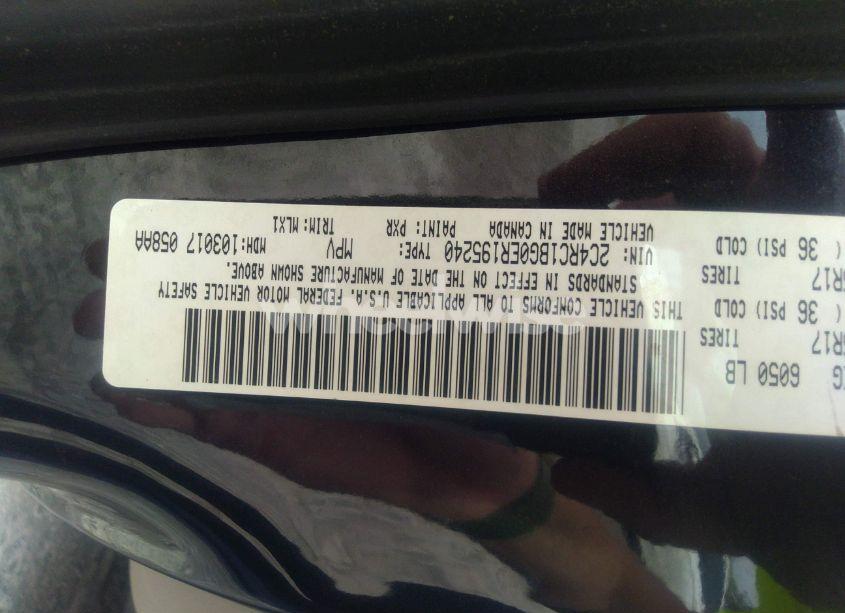 6050 LB
TIRES
36 PSI) COLD
TIRES
36 PSI) COLD
THIS VEHICLE CONFORMS TO ALL APPLICABLE U.S.A. FEDERAL MOTOR VEHICLE SAFETY
STANDARDS IN EFFECT ON THE DATE OF MANUFACTURE SHOWN ABOVE.
VIN: 2C4RC1BG0ER195240 TYPE: MPV MDH:103017 058AA
VEHICLE MADE IN CANADA PAINT: PXR TRIM: MLX1